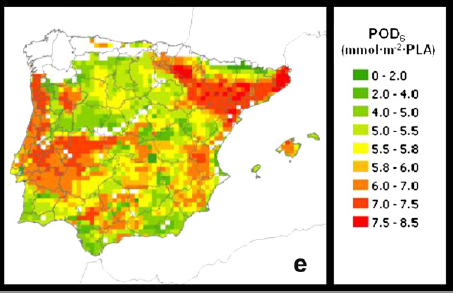 POD6
(mmol·m-2·PLA)
0 - 2.0
2.0 - 4.0
4.0 - 5.0
5.0 - 5.5
5.5 - 5.8
5.8 - 6.0
6.0 - 7.0
7.0 - 7.5
7.5 - 8.5
e